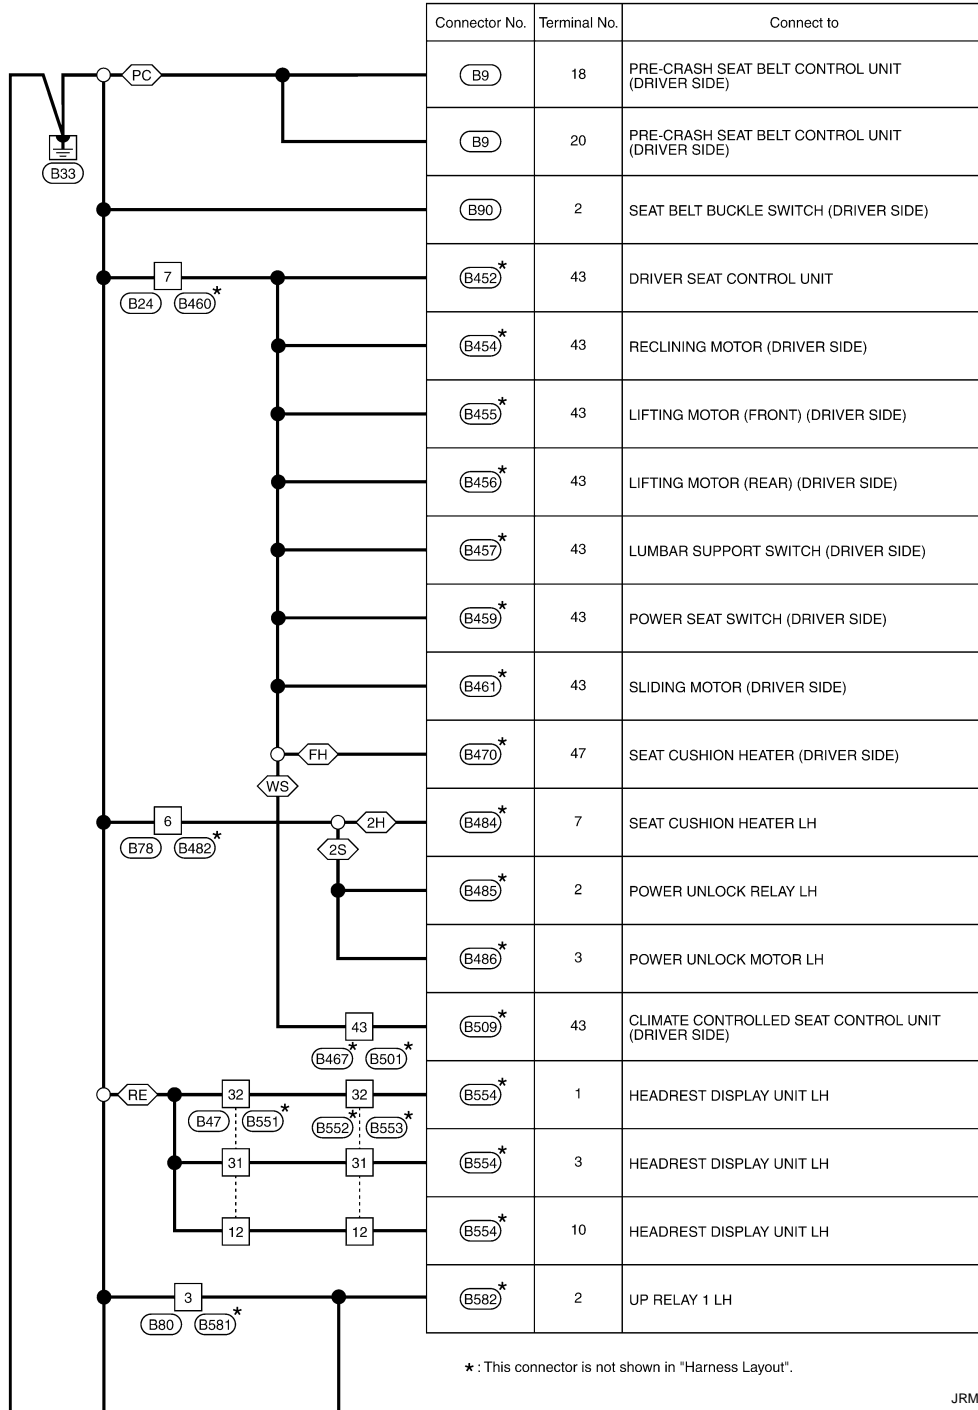 Connector No. Terminal No. Connect to
PC B9 18 PRE-CRASH SEAT BELT CONTROL UNIT
(DRIVER SIDE)
B33
B9 20 PRE-CRASH SEAT BELT CONTROL UNIT
(DRIVER SIDE)
B90 2 SEAT BELT BUCKLE SWITCH (DRIVER SIDE)
7 B452* 43 DRIVER SEAT CONTROL UNIT
B24 B460*
B454* 43 RECLINING MOTOR (DRIVER SIDE)
B455* 43 LIFTING MOTOR (FRONT) (DRIVER SIDE)
B456* 43 LIFTING MOTOR (REAR) (DRIVER SIDE)
B457* 43 LUMBAR SUPPORT SWITCH (DRIVER SIDE)
B459* 43 POWER SEAT SWITCH (DRIVER SIDE)
B461* 43 SLIDING MOTOR (DRIVER SIDE)
FH B470* 47 SEAT CUSHION HEATER (DRIVER SIDE)
WS
6 2H B484* 7 SEAT CUSHION HEATER LH
B78 B482* 2S
B485* 2 POWER UNLOCK RELAY LH
B486* 3 POWER UNLOCK MOTOR LH
43 B509* 43 CLIMATE CONTROLLED SEAT CONTROL UNIT
(DRIVER SIDE)
B467* B501*
RE 32 32 B554* 1 HEADREST DISPLAY UNIT LH
B47 B551* B552* B553*
31 31 B554* 3 HEADREST DISPLAY UNIT LH
12 12 B554* 10 HEADREST DISPLAY UNIT LH
3 B582* 2 UP RELAY 1 LH
B80 B581*
* : This connector is not shown in "Harness Layout".
JRM